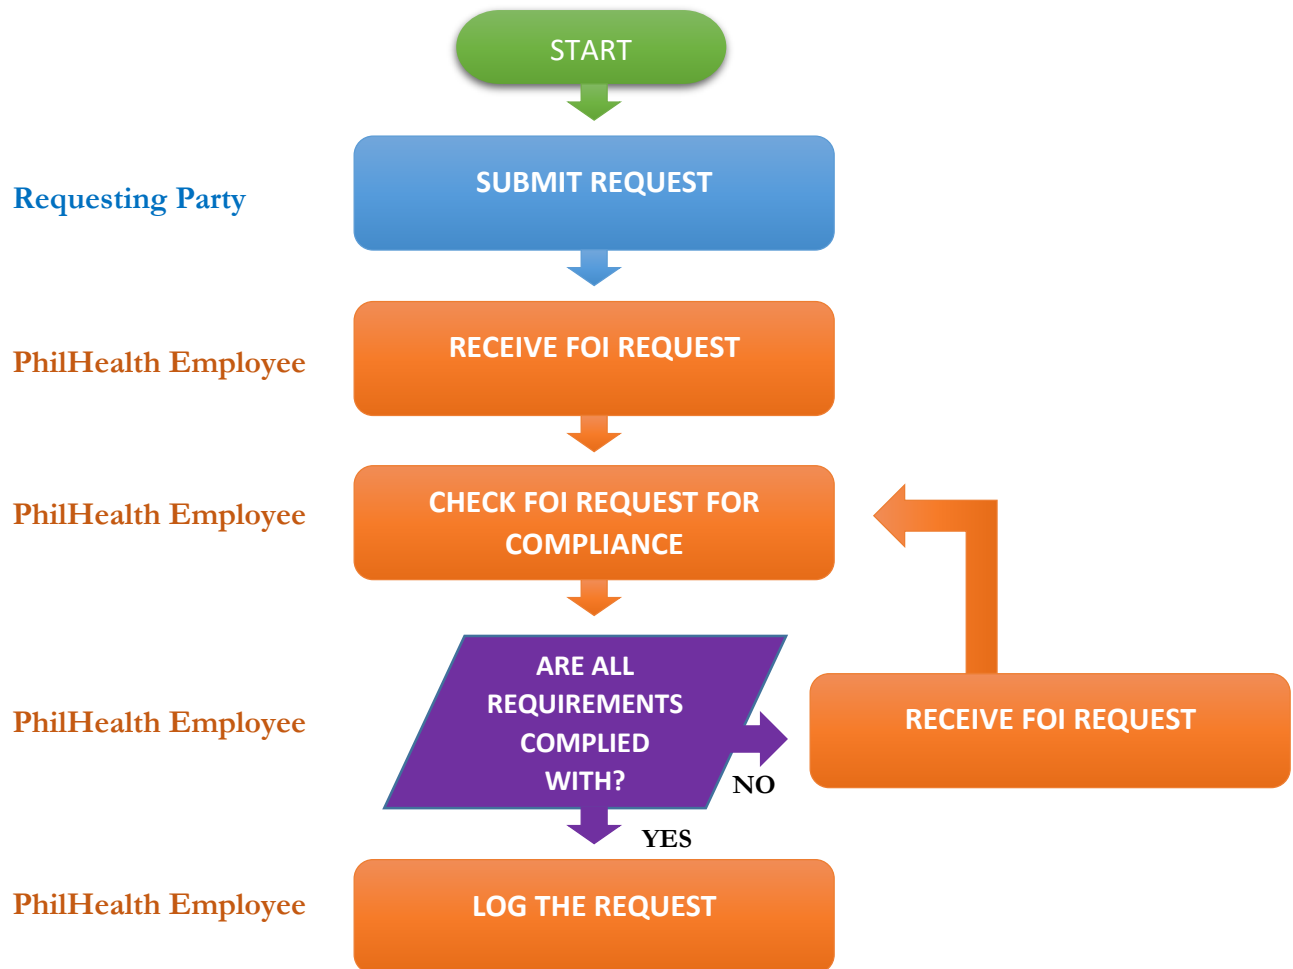 START
Requesting Party
SUBMIT REQUEST
PhilHealth Employee
RECEIVE FOI REQUEST
PhilHealth Employee
CHECK FOI REQUEST FOR
COMPLIANCE
PhilHealth Employee
ARE ALL
REQUIREMENTS
COMPLIED
WITH?
NO
RECEIVE FOI REQUEST
YES
PhilHealth Employee
LOG THE REQUEST